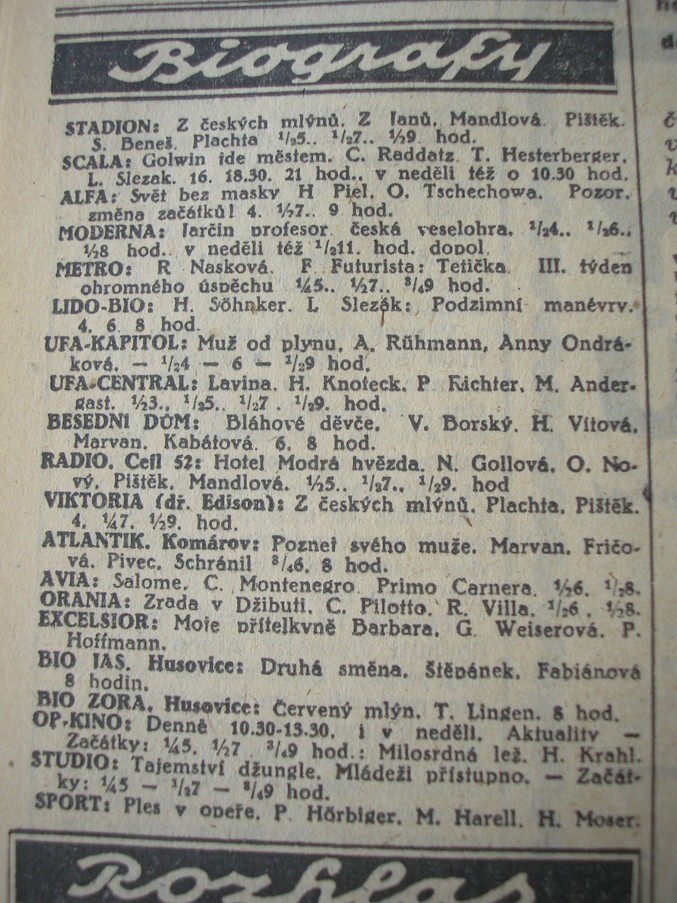 Biografy
STADION: Z českých mlýnů. Z Janů, Mandlová. Pištěk.
S. Beneš. Plachta ½5.. ½7.. ½9 hod.
SCALA: Golwin ide městem. C. Raddatz. T. Hesterberger.
L. Slezak. 16. 18.30. 21 hod.. v neděli též o 10.30 hod.
ALFA: Svět bez masky H Piel. O. Tschechowa. Pozor.
změna začátků! 4. ½7.. 9 hod.
MODERNA: Jarčin profesor. česká veselohra. ½4.. ½6..
½8 hod.. v neděli též ½11. hod. dopol.
METRO: R Nasková. F. Futurista: Tetička. III. týden
ohromného úspěchu ¼5.. ½7.. ¾9 hod.
LIDO-BIO: H. Söhnker. L Slezák: Podzimní manévry.
4. 6. 8 hod.
UFA-KAPITOL: Muž od plynu. A. Rühmann, Anny Ondrá-
ková. — ½4 — 6 — ½9 hod.
UFA-CENTRAL: Lavina. H. Knoteck. P. Richter. M. Ander-
gast. ½3.. ½5.. ½7 . ½9. hod.
BESEDNÍ DŮM: Bláhové děvče. V. Borský. H. Vítová.
Marvan. Kabátová. 6. 8 hod.
RADIO. Cejl 52: Hotel Modrá hvězda. N. Gollová. O. No-
vý. Pištěk. Mandlová. ½5.. ½7.. ½9. hod
VIKTORIA (dř. Edison): Z českých mlýnů. Plachta. Pištěk.
4. ¼7. ½9. hod.
ATLANTIK. Komárov: Poznej svého muže. Marvan. Fričo-
vá. Pivec. Schránil ¾6. 8 hod.
AVIA: Salome. C. Montenegro. Primo Carnera. ½6. ½8.
ORANIA: Zrada v Džibuti. C. Pilotto. R. Villa. ½6 . ½8.
EXCELSIOR: Moje přítelkyně Barbara. G. Weiserová. P.
Hoffmann.
BIO JAS. Husovice: Druhá směna. Štěpánek. Fabiánová
8 hodin.
BIO ZORA. Husovice: Červený mlýn. T. Lingen. 8 hod.
OP-KINO: Denně 10.30-13.30. i v neděli. Aktuality —
Začátky: ¼5. ½7 ¾9 hod.: Milosrdná lež. H. Krahl.
STUDIO: Tajemství džungle. Mládeži přístupno. — Začát-
ky: ¼5 — ½7 — ¾9 hod.
SPORT: Ples v opeře. P. Hörbiger. M. Harell. H. Moser.
Rozhlas